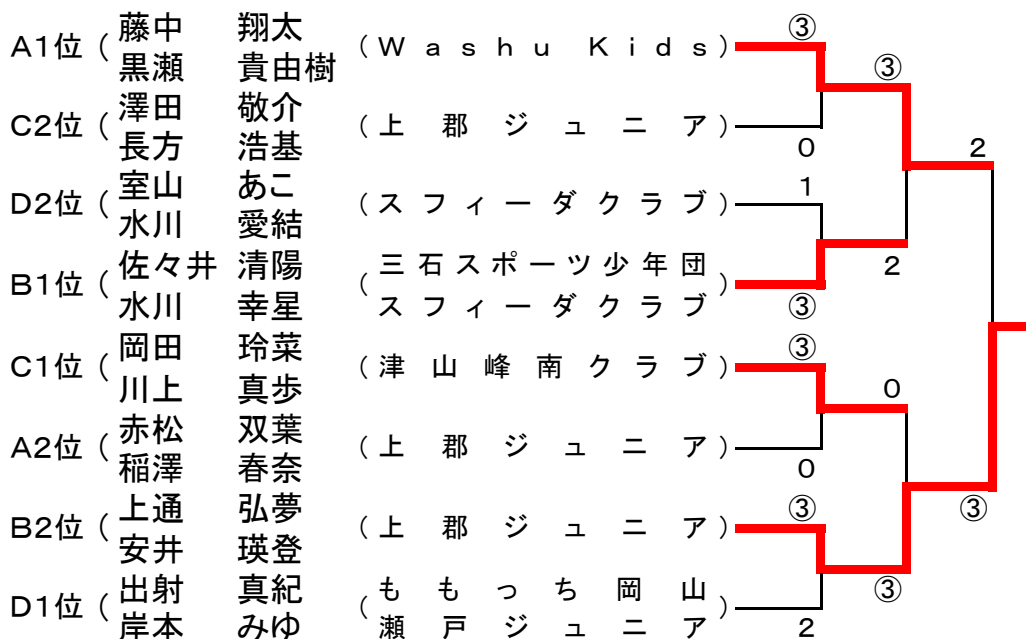 藤中 翔太 ③
A1位 ( (Washu Kids)
黒瀬 貴由樹 ③
澤田 敬介
C2位 ( (上郡ジュニア)
長方 浩基 0 2
室山 あこ 1
D2位 ( (スフィーダクラブ)
水川 愛結
佐々井 清陽 三石スポーツ少年団 2
B1位 ( ( )
水川 幸星 スフィーダクラブ ③
岡田 玲菜 ③
C1位 ( (津山峰南クラブ)
川上 真歩 0
赤松 双葉
A2位 ( (上郡ジュニア)
稲澤 春奈 0
上通 弘夢 ③ ③
B2位 ( (上郡ジュニア)
安井 瑛登
出射 真紀 ももっち岡山 ③
D1位 ( ( )
岸本 みゆ 瀬戸ジュニア 2